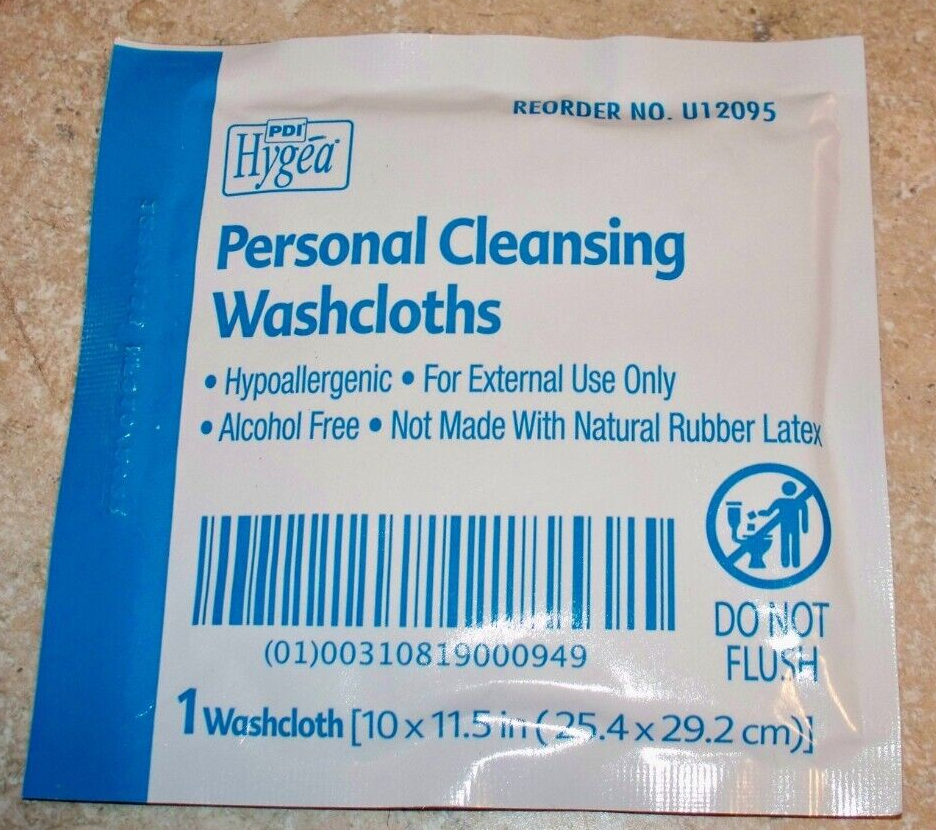 REORDER NO. U12095
PDI
Hygea
Personal Cleansing
Washcloths
• Hypoallergenic • For External Use Only
• Alcohol Free • Not Made With Natural Rubber Latex
(01)00310819000949
DO NOT
FLUSH
1 Washcloth [10 x 11.5 in ( 25.4 x 29.2 cm)]